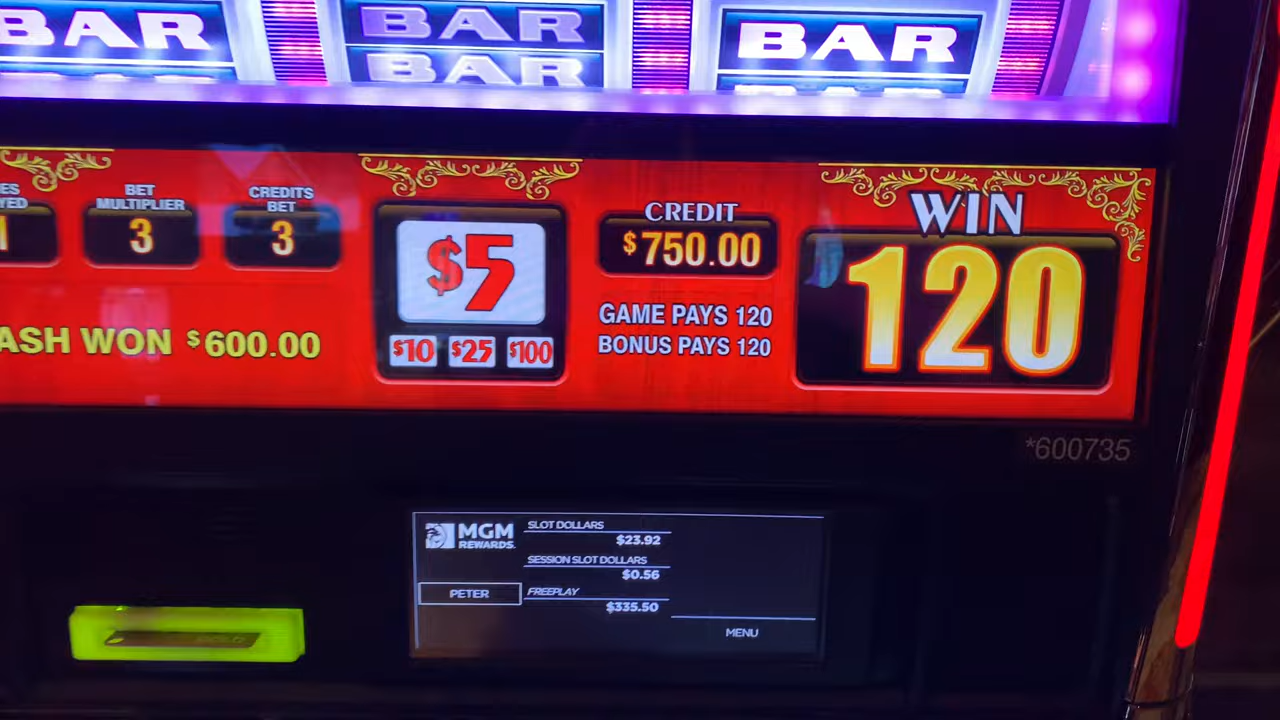 BAR
BAR
BAR
BAR
BET
MULTIPLIER
3
CREDITS
BET
3
$5
$10 $25 $100
CREDIT
$750.00
GAME PAYS 120
BONUS PAYS 120
WIN
120
ASH WON $600.00
*600735
MGM
REWARDS
PETER
SLOT DOLLARS
$23.92
SESSION SLOT DOLLARS
$0.56
FREEPLAY
$335.50
MENU